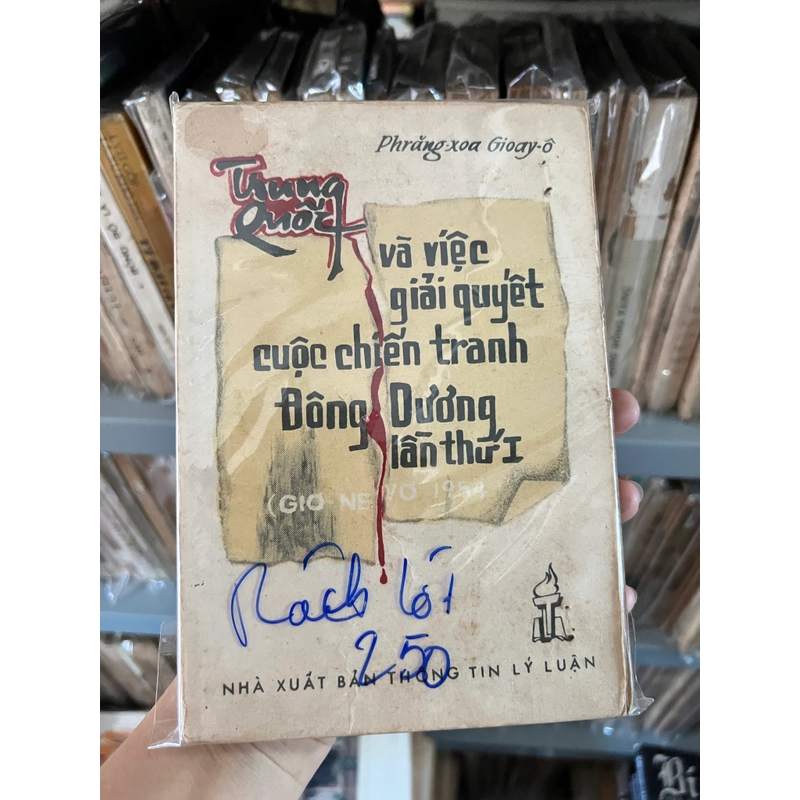 Phrăng-xoa Gioay-ô
Trung
Quốc
và việc
giải quyết
cuộc chiến tranh
Đông Dương
lần thứ I
(GIƠ-NE-VƠ 1954)
Rách lót
250
NHÀ XUẤT BẢN THÔNG TIN LÝ LUẬN
Bi